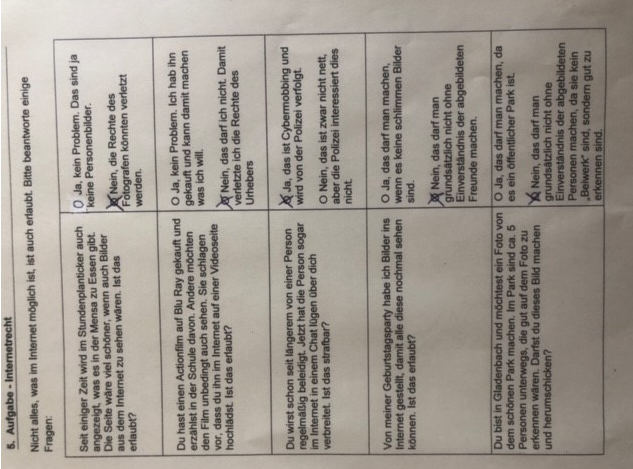 5. Aufgabe - Internetrecht
Nicht alles, was im Internet möglich ist, ist auch erlaubt. Bitte beantworte einige
Fragen:
Seit einiger Zeit wird im Stundenplanticker auch
angezeigt, was es in der Mensa zu Essen gibt.
Die Seite wäre viel schöner, wenn auch Bilder
aus dem Internet zu sehen wären. Ist das
erlaubt?
O Ja, kein Problem. Das sind ja
keine Personenbilder.
O Nein, die Rechte des
Fotografen könnten verletzt
werden.
Du hast einen Actionfilm auf Blu Ray gekauft und
erzählst in der Schule davon. Andere möchten
den Film unbedingt auch sehen. Sie schlagen
vor, dass du ihn im Internet auf einer Videoseite
hochlädst. Ist das erlaubt?
O Ja, kein Problem. Ich hab ihn
gekauft und kann damit machen
was ich will.
O Nein, das darf ich nicht. Damit
verletzte ich die Rechte des
Urhebers
Du wirst schon seit längerem von einer Person
regelmäßig beleidigt. Jetzt hat die Person sogar
im Internet in einem Chat lügen über dich
verbreitet. Ist das strafbar?
O Ja, das ist Cybermobbing und
wird von der Polizei verfolgt.
O Nein, das ist zwar nicht nett,
aber die Polizei interessiert dies
nicht.
Von meiner Geburtstagsparty habe ich Bilder ins
Internet gestellt, damit alle diese nochmal sehen
können. Ist das erlaubt?
O Ja, das darf man machen,
wenn es keine schlimmen Bilder
sind.
O Nein, das darf man
grundsätzlich nicht ohne
Einverständnis der abgebildeten
Freunde machen.
Du bist in Gladenbach und möchtest ein Foto von
dem schönen Park machen. Im Park sind ca. 5
Personen unterwegs, die gut auf dem Foto zu
erkennen wären. Darfst du dieses Bild machen
und herumschicken?
O Ja, das darf man machen, da
es ein öffentlicher Park ist.
O Nein, das darf man
grundsätzlich nicht ohne
Einverständnis der abgebildeten
Personen machen, da sie kein
„Beiwerk“ sind, sondern gut zu
erkennen sind.